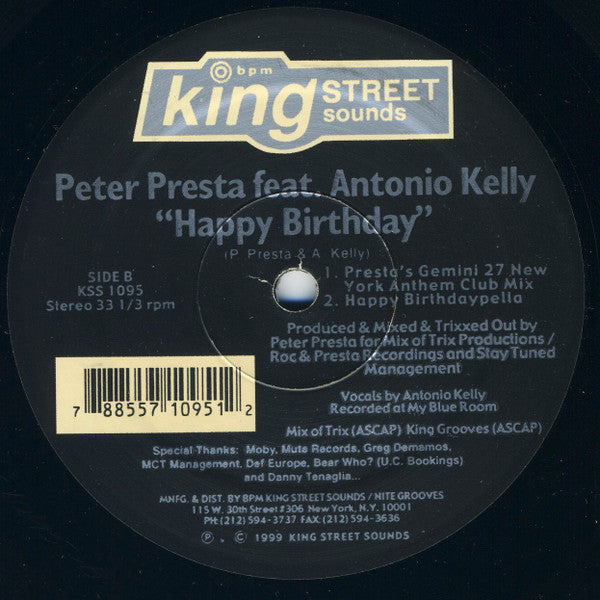 bpm
king STREET
sounds
Peter Presta feat. Antonio Kelly
“Happy Birthday”
(P. Presta & A. Kelly)
SIDE B
KSS 1095
Stereo 33 1/3 rpm
1. Presta's Gemini 27 New
York Anthem Club Mix
2. Happy Birthdaypella
Produced & Mixed & Trixxed Out by
Peter Presta for Mix of Trix Productions /
Roc & Presta Recordings and Stay Tuned
Management
Vocals by Antonio Kelly
Recorded at My Blue Room
Mix of Trix (ASCAP) King Grooves (ASCAP)
7 88557 10951 2
Special Thanks: Moby, Mute Records, Greg Demamos,
MCT Management, Def Europe, Bear Who? (U.C. Bookings)
and Danny Tenaglia...
MNFG. & DIST. BY BPM KING STREET SOUNDS / NITE GROOVES
115 W. 30th Street #306 New York, N.Y. 10001
PH: (212) 594-3737 FAX: (212) 594-3636
Ⓟ. © 1999 KING STREET SOUNDS